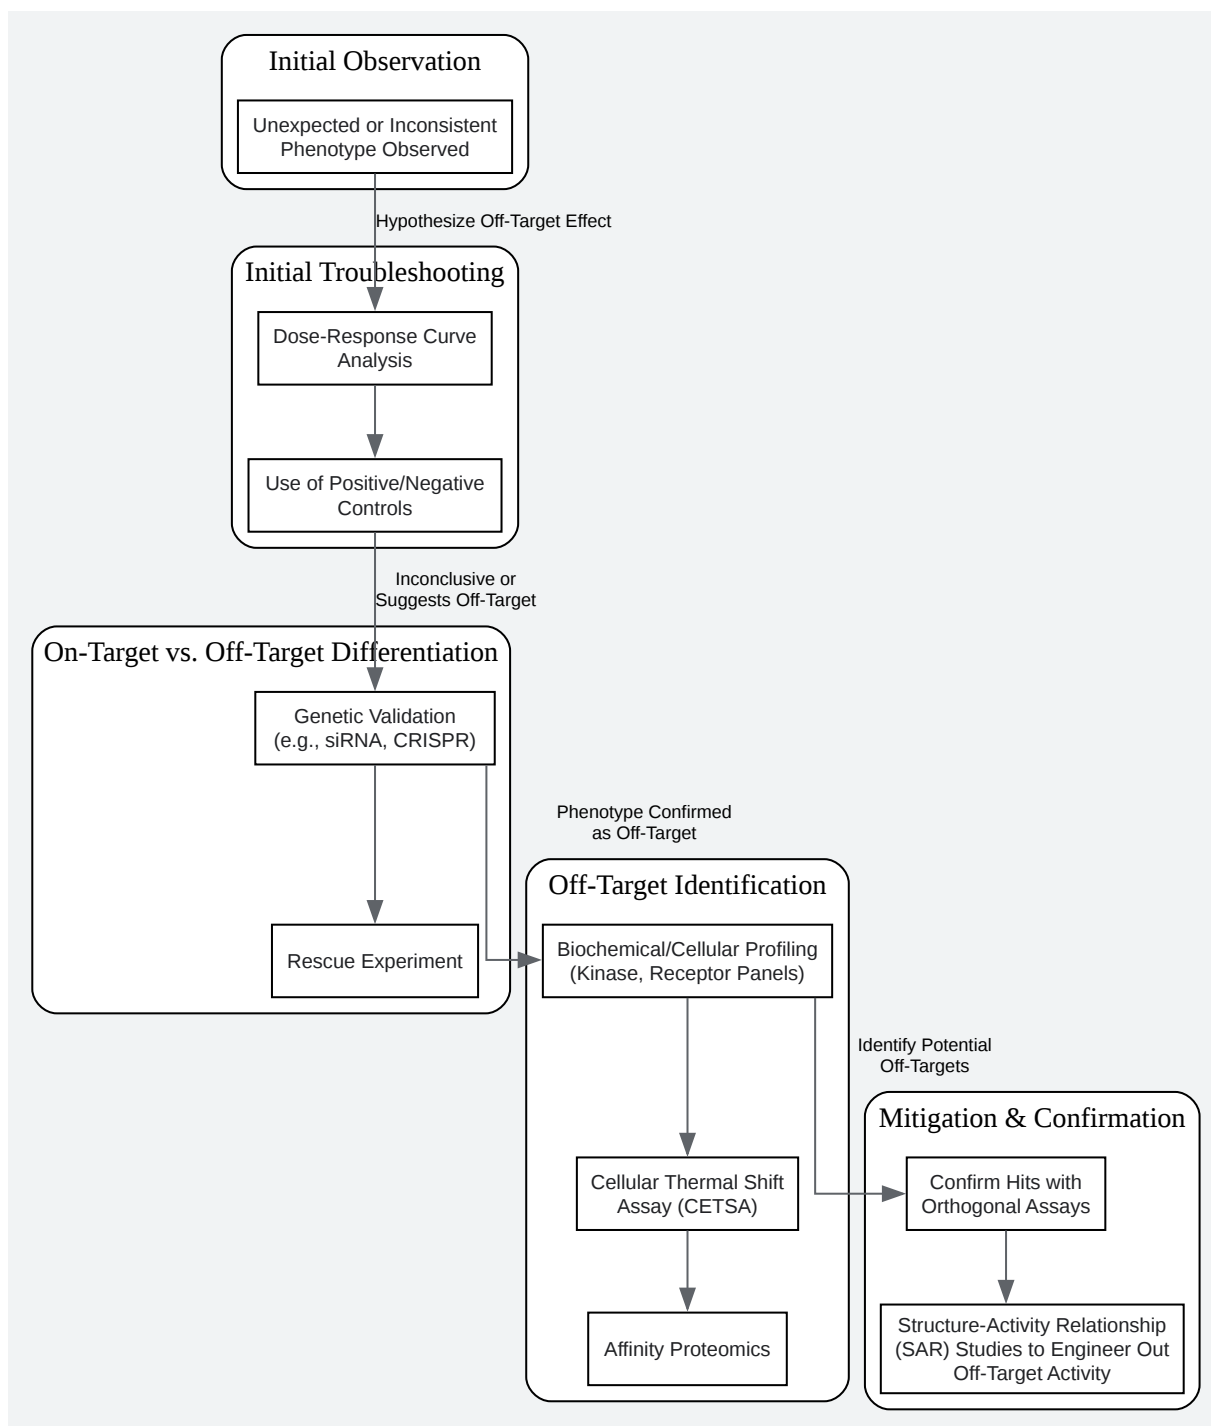 Initial Observation
Unexpected or Inconsistent
Phenotype Observed
Hypothesize Off-Target Effect
Initial Troubleshooting
Dose-Response Curve
Analysis
Use of Positive/Negative
Controls
Inconclusive or
Suggests Off-Target
On-Target vs. Off-Target Differentiation
Genetic Validation
(e.g., siRNA, CRISPR)
Rescue Experiment
Phenotype Confirmed
as Off-Target
Off-Target Identification
Biochemical/Cellular Profiling
(Kinase, Receptor Panels)
Cellular Thermal Shift
Assay (CETSA)
Affinity Proteomics
Identify Potential
Off-Targets
Mitigation & Confirmation
Confirm Hits with
Orthogonal Assays
Structure-Activity Relationship
(SAR) Studies to Engineer Out
Off-Target Activity